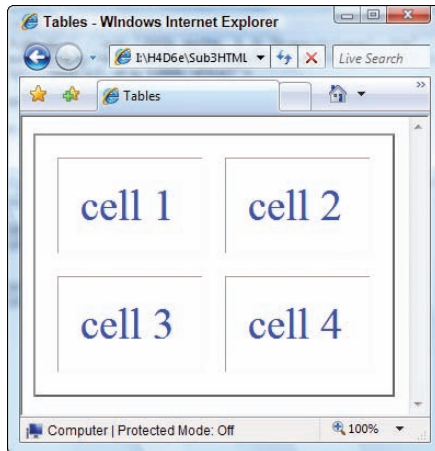 Tables - WIndows Internet Explorer
I:\H4D6e\Sub3HTML
Live Search
Tables
cell 1 cell 2
cell 3 cell 4
Computer | Protected Mode: Off 100%